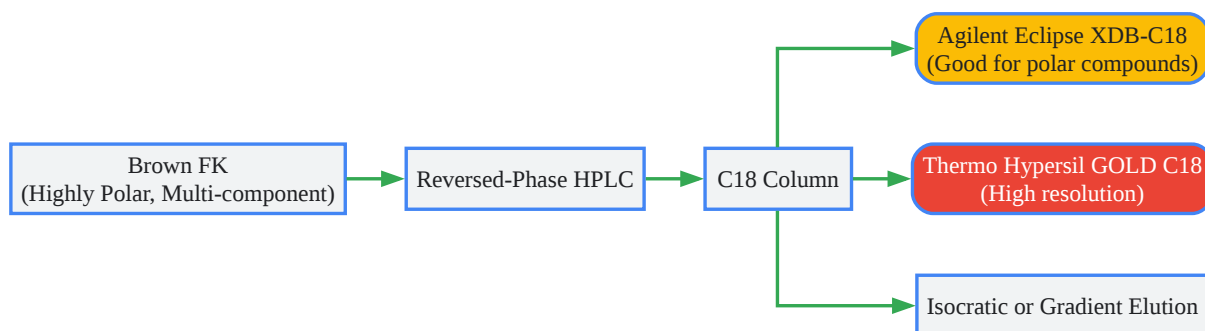 Brown FK
(Highly Polar, Multi-component)
Reversed-Phase HPLC
C18 Column
Agilent Eclipse XDB-C18
(Good for polar compounds)
Thermo Hypersil GOLD C18
(High resolution)
Isocratic or Gradient Elution